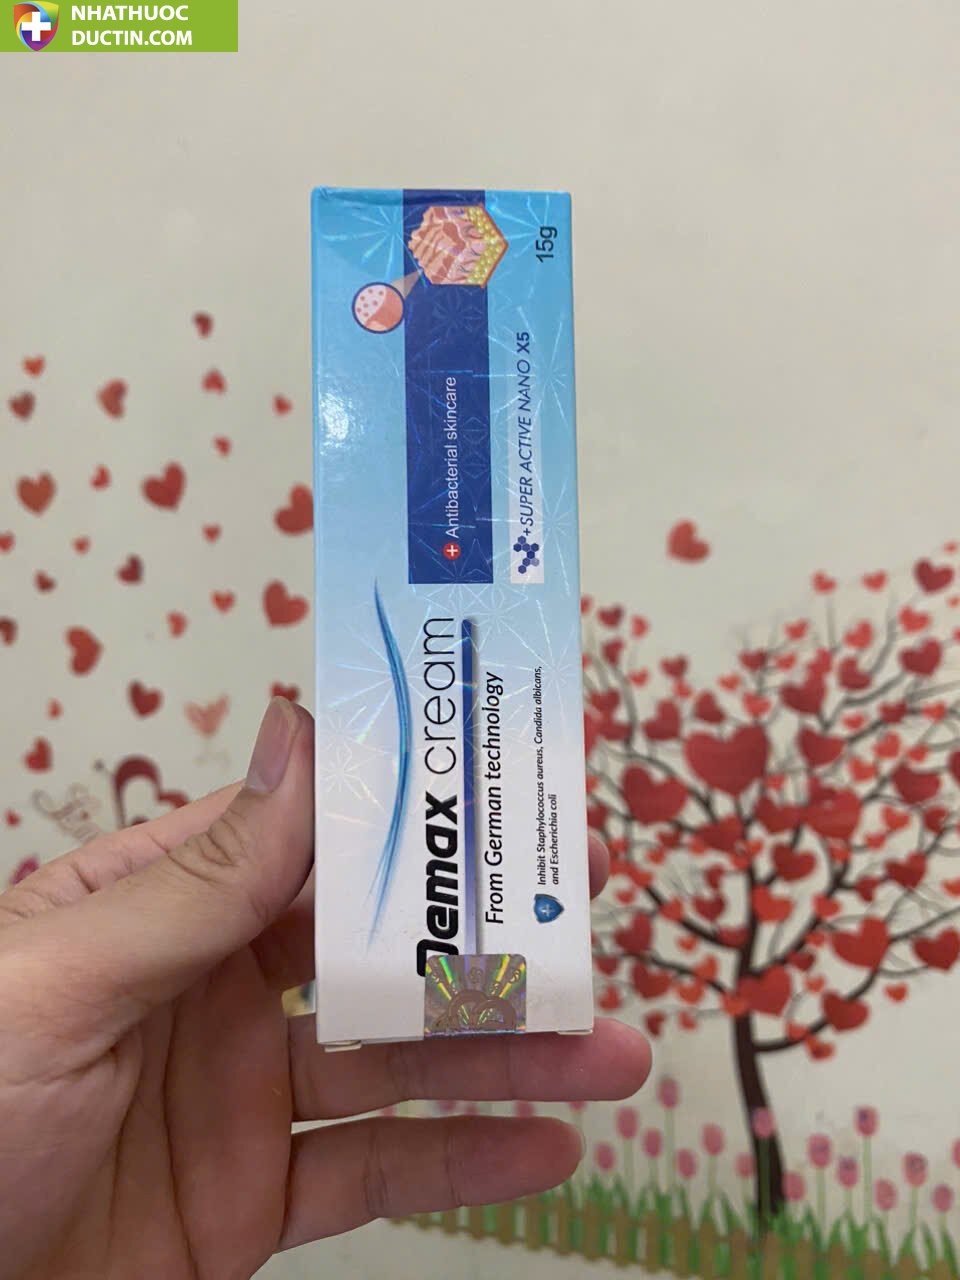 NHATHUOC
DUCTIN.COM
Demax cream
From German technology
Inhibit Staphylococcus aureus, Candida albicans,
and Escherichia coli
+ Antibacterial skincare
+SUPER ACTIVE NANO X5
15g